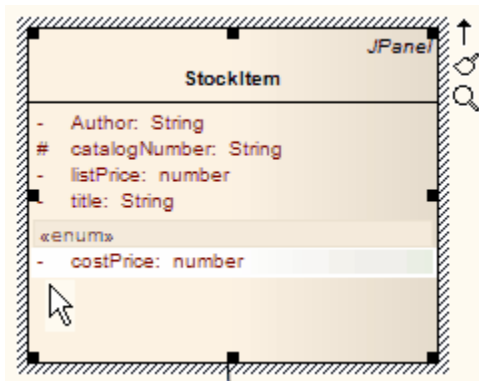 JPanel
StockItem
- Author: String
# catalogNumber: String
- listPrice: number
- title: String
«enum»
- costPrice: number